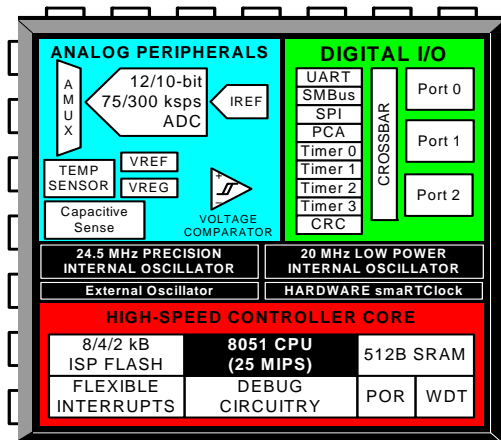 ANALOG PERIPHERALS
AMUX
12/10-bit
75/300 ksps
ADC
IREF
TEMP
SENSOR
VREF
VREG
Capacitive
Sense
+
-
VOLTAGE
COMPARATOR
DIGITAL I/O
UART
SMBus
SPI
PCA
Timer 0
Timer 1
Timer 2
Timer 3
CRC
CROSSBAR
Port 0
Port 1
Port 2
24.5 MHz PRECISION
INTERNAL OSCILLATOR
20 MHz LOW POWER
INTERNAL OSCILLATOR
External Oscillator
HARDWARE smaRTClock
HIGH-SPEED CONTROLLER CORE
8/4/2 kB
ISP FLASH
8051 CPU
(25 MIPS)
512B SRAM
FLEXIBLE
INTERRUPTS
DEBUG
CIRCUITRY
POR
WDT